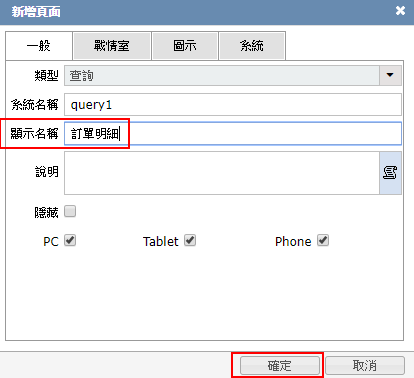 新增頁面
一般 戰情室 圖示 系統
類型 查詢
系統名稱 query1
顯示名稱 訂單明細
說明
隱藏
PC Tablet Phone
確定 取消